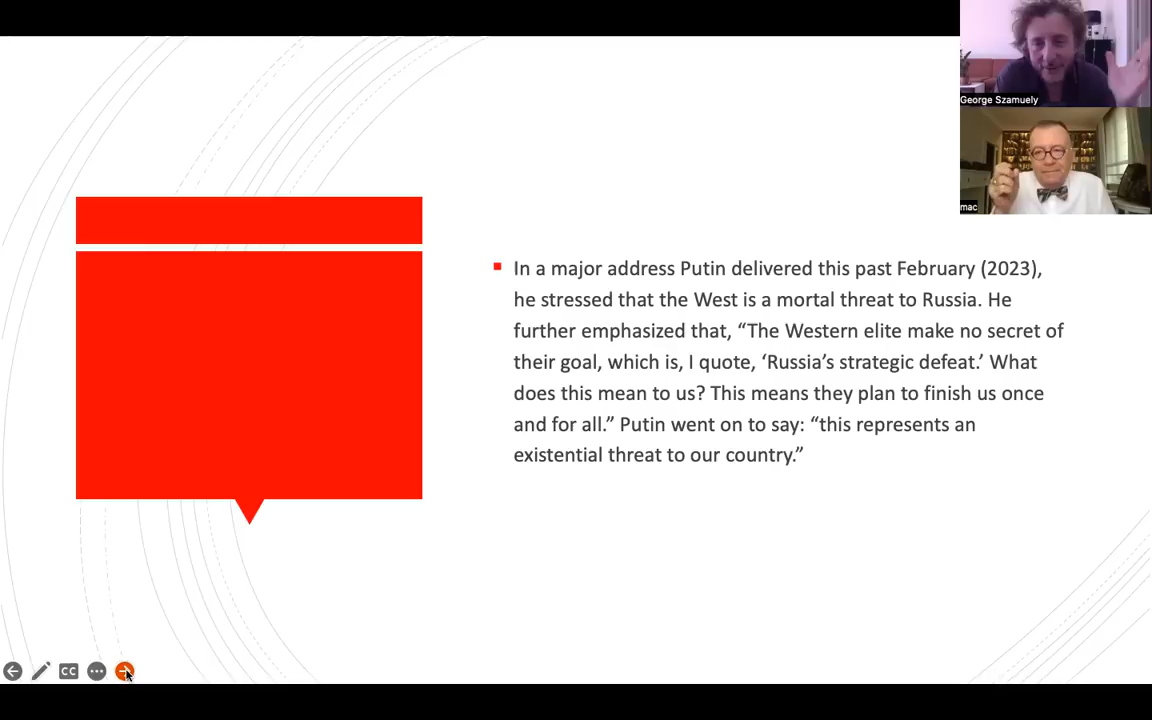 George Szamuely
mac
In a major address Putin delivered this past February (2023),
he stressed that the West is a mortal threat to Russia. He
further emphasized that, “The Western elite make no secret of
their goal, which is, I quote, ‘Russia’s strategic defeat.’ What
does this mean to us? This means they plan to finish us once
and for all.” Putin went on to say: “this represents an
existential threat to our country.”
CC